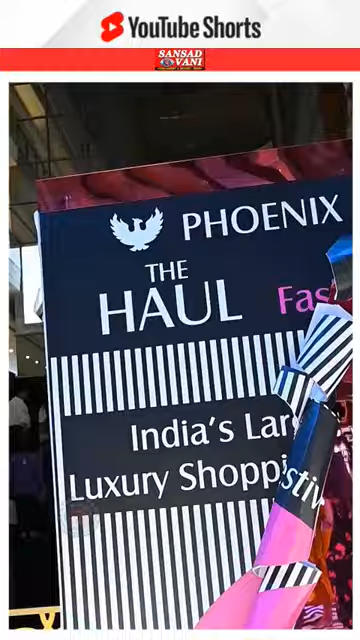 YouTube Shorts
SANSAD
VANI
PHOENIX
THE
HAUL
Fas
India's Lar
Luxury Shoppi
stiv